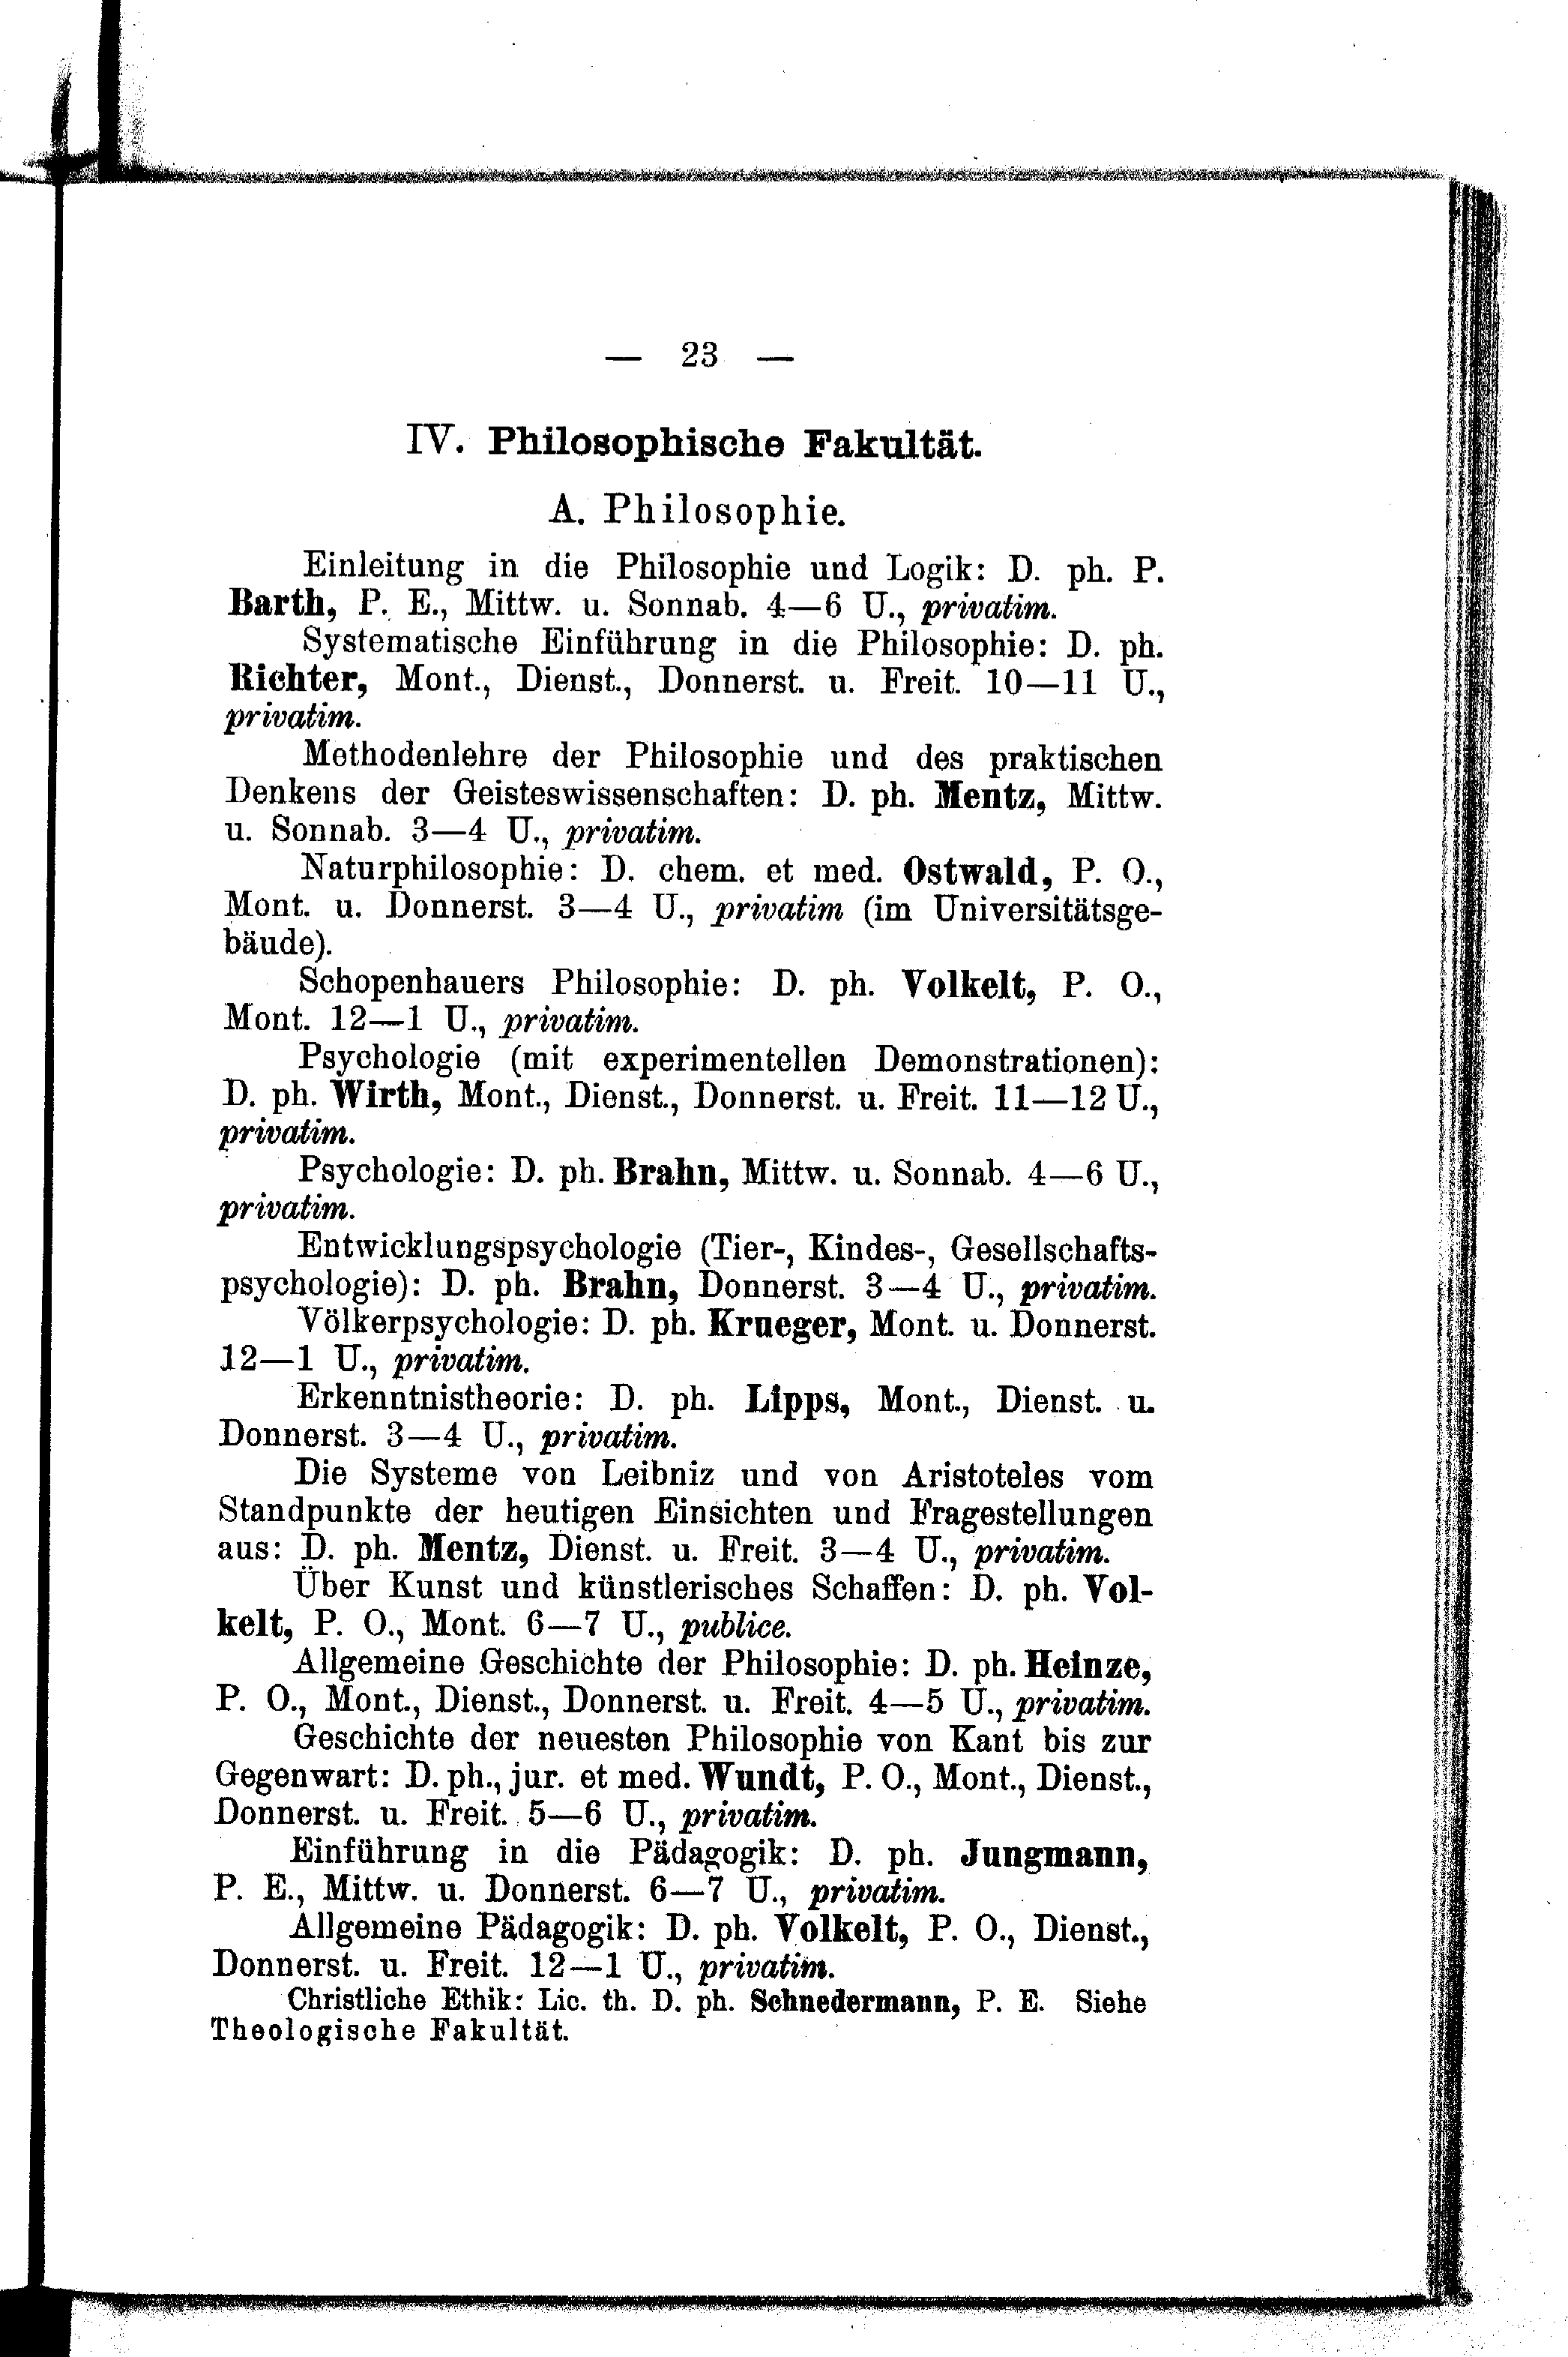 — 23 —
IV. Philosophische Fakultät.
A. Philosophie.
Einleitung in die Philosophie und Logik: D. ph. P.
Barth, P. E., Mittw. u. Sonnab. 4—6 U., privatim.
Systematische Einführung in die Philosophie: D. ph.
Richter, Mont., Dienst., Donnerst. u. Freit. 10—11 U.,
privatim.
Methodenlehre der Philosophie und des praktischen
Denkens der Geisteswissenschaften: D. ph. Mentz, Mittw.
u. Sonnab. 3—4 U., privatim.
Naturphilosophie: D. chem. et med. Ostwald, P. O.,
Mont. u. Donnerst. 3—4 U., privatim (im Universitätsge-
bäude).
Schopenhauers Philosophie: D. ph. Volkelt, P. O.,
Mont. 12—1 U., privatim.
Psychologie (mit experimentellen Demonstrationen):
D. ph. Wirth, Mont., Dienst., Donnerst. u. Freit. 11—12 U.,
privatim.
Psychologie: D. ph. Brahn, Mittw. u. Sonnab. 4—6 U.,
privatim.
Entwicklungspsychologie (Tier-, Kindes-, Gesellschafts-
psychologie): D. ph. Brahn, Donnerst. 3—4 U., privatim.
Völkerpsychologie: D. ph. Krueger, Mont. u. Donnerst.
12—1 U., privatim.
Erkenntnistheorie: D. ph. Lipps, Mont., Dienst. u.
Donnerst. 3—4 U., privatim.
Die Systeme von Leibniz und von Aristoteles vom
Standpunkte der heutigen Einsichten und Fragestellungen
aus: D. ph. Mentz, Dienst. u. Freit. 3—4 U., privatim.
Über Kunst und künstlerisches Schaffen: D. ph. Vol-
kelt, P. O., Mont. 6—7 U., publice.
Allgemeine Geschichte der Philosophie: D. ph. Heinze,
P. O., Mont., Dienst., Donnerst. u. Freit. 4—5 U., privatim.
Geschichte der neuesten Philosophie von Kant bis zur
Gegenwart: D. ph., jur. et med. Wundt, P. O., Mont., Dienst.,
Donnerst. u. Freit. 5—6 U., privatim.
Einführung in die Pädagogik: D. ph. Jungmann,
P. E., Mittw. u. Donnerst. 6—7 U., privatim.
Allgemeine Pädagogik: D. ph. Volkelt, P. O., Dienst.,
Donnerst. u. Freit. 12—1 U., privatim.
Christliche Ethik: Lic. th. D. ph. Schnedermann, P. E. Siehe
Theologische Fakultät.